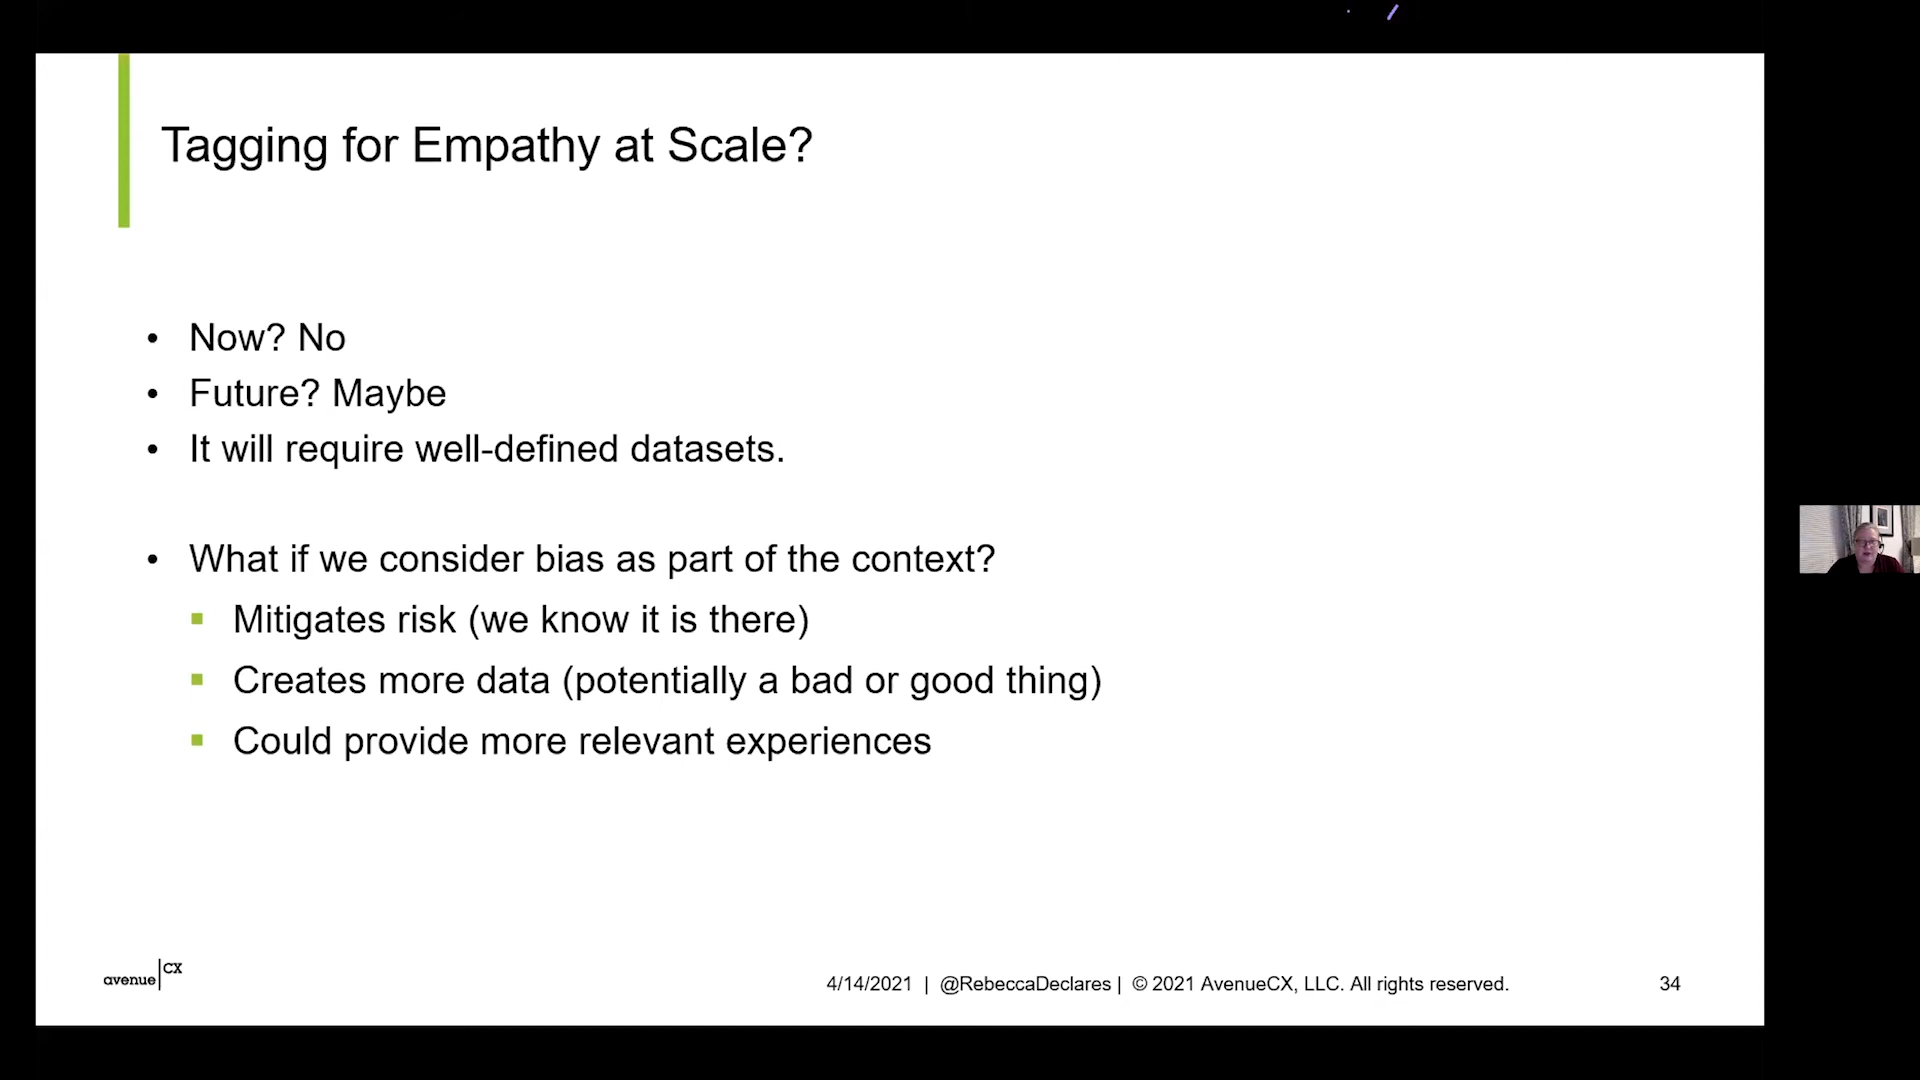 Tagging for Empathy at Scale?
• Now? No
• Future? Maybe
• It will require well-defined datasets.
• What if we consider bias as part of the context?
▪ Mitigates risk (we know it is there)
▪ Creates more data (potentially a bad or good thing)
▪ Could provide more relevant experiences
avenue|CX
4/14/2021 | @RebeccaDeclares | © 2021 AvenueCX, LLC. All rights reserved.
34